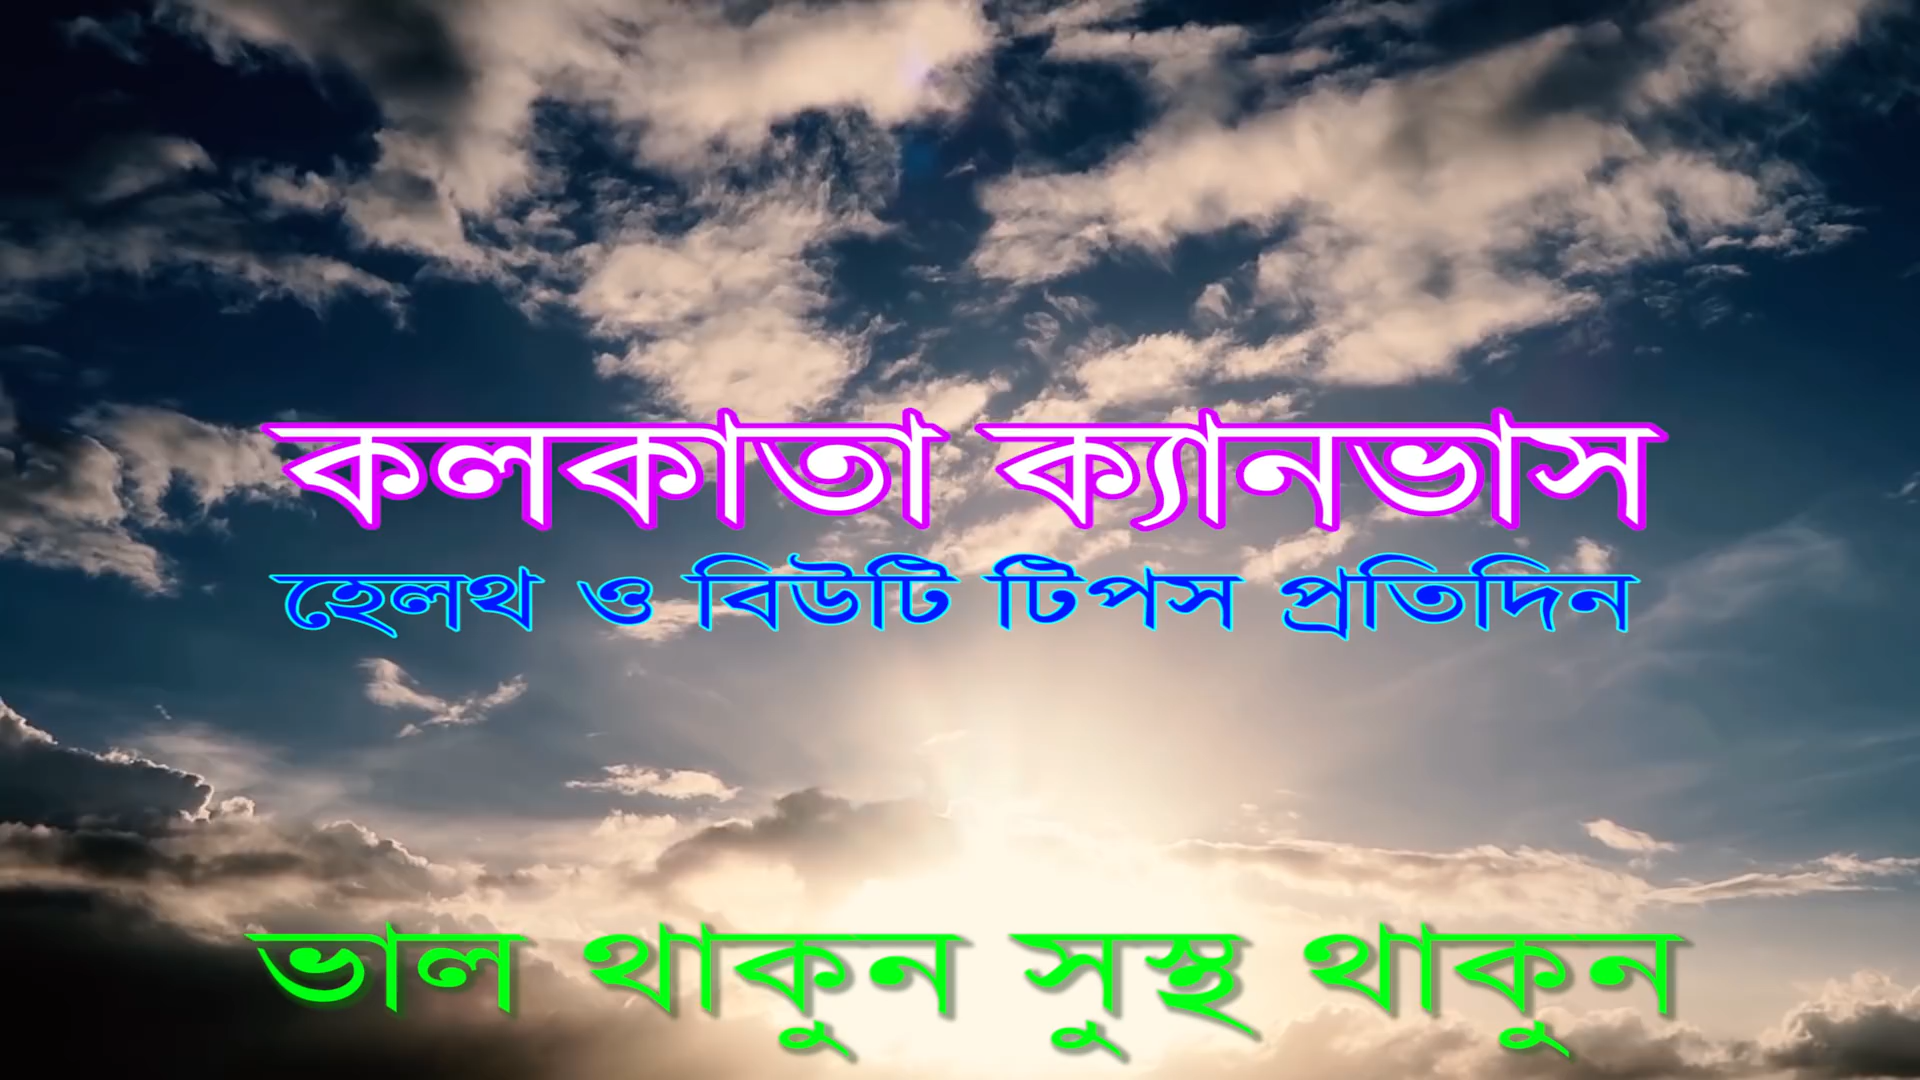 কলকাতা ক্যানভাস
হেলথ ও বিউটি টিপস প্রতিদিন
ভাল থাকুন সুস্থ থাকুন